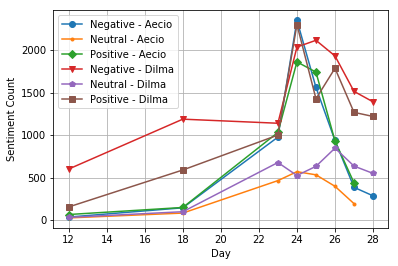 Negative - Aecio
Neutral - Aecio
Positive - Aecio
Negative - Dilma
Neutral - Dilma
Positive - Dilma
Sentiment Count
2000
1500
1000
500
0
12 14 16 18 20 22 24 26 28
Day